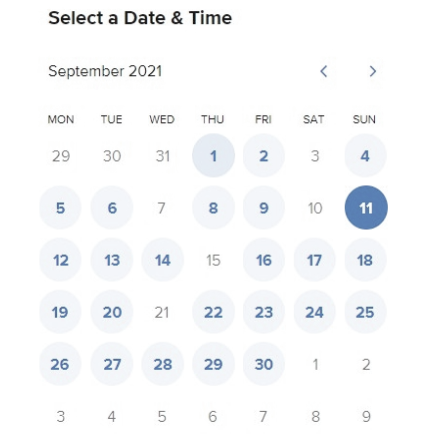 Select a Date & Time
September 2021
MON TUE WED THU FRI SAT SUN
29 30 31 1 2 3 4
5 6 7 8 9 10 11
12 13 14 15 16 17 18
19 20 21 22 23 24 25
26 27 28 29 30 1 2
3 4 5 6 7 8 9